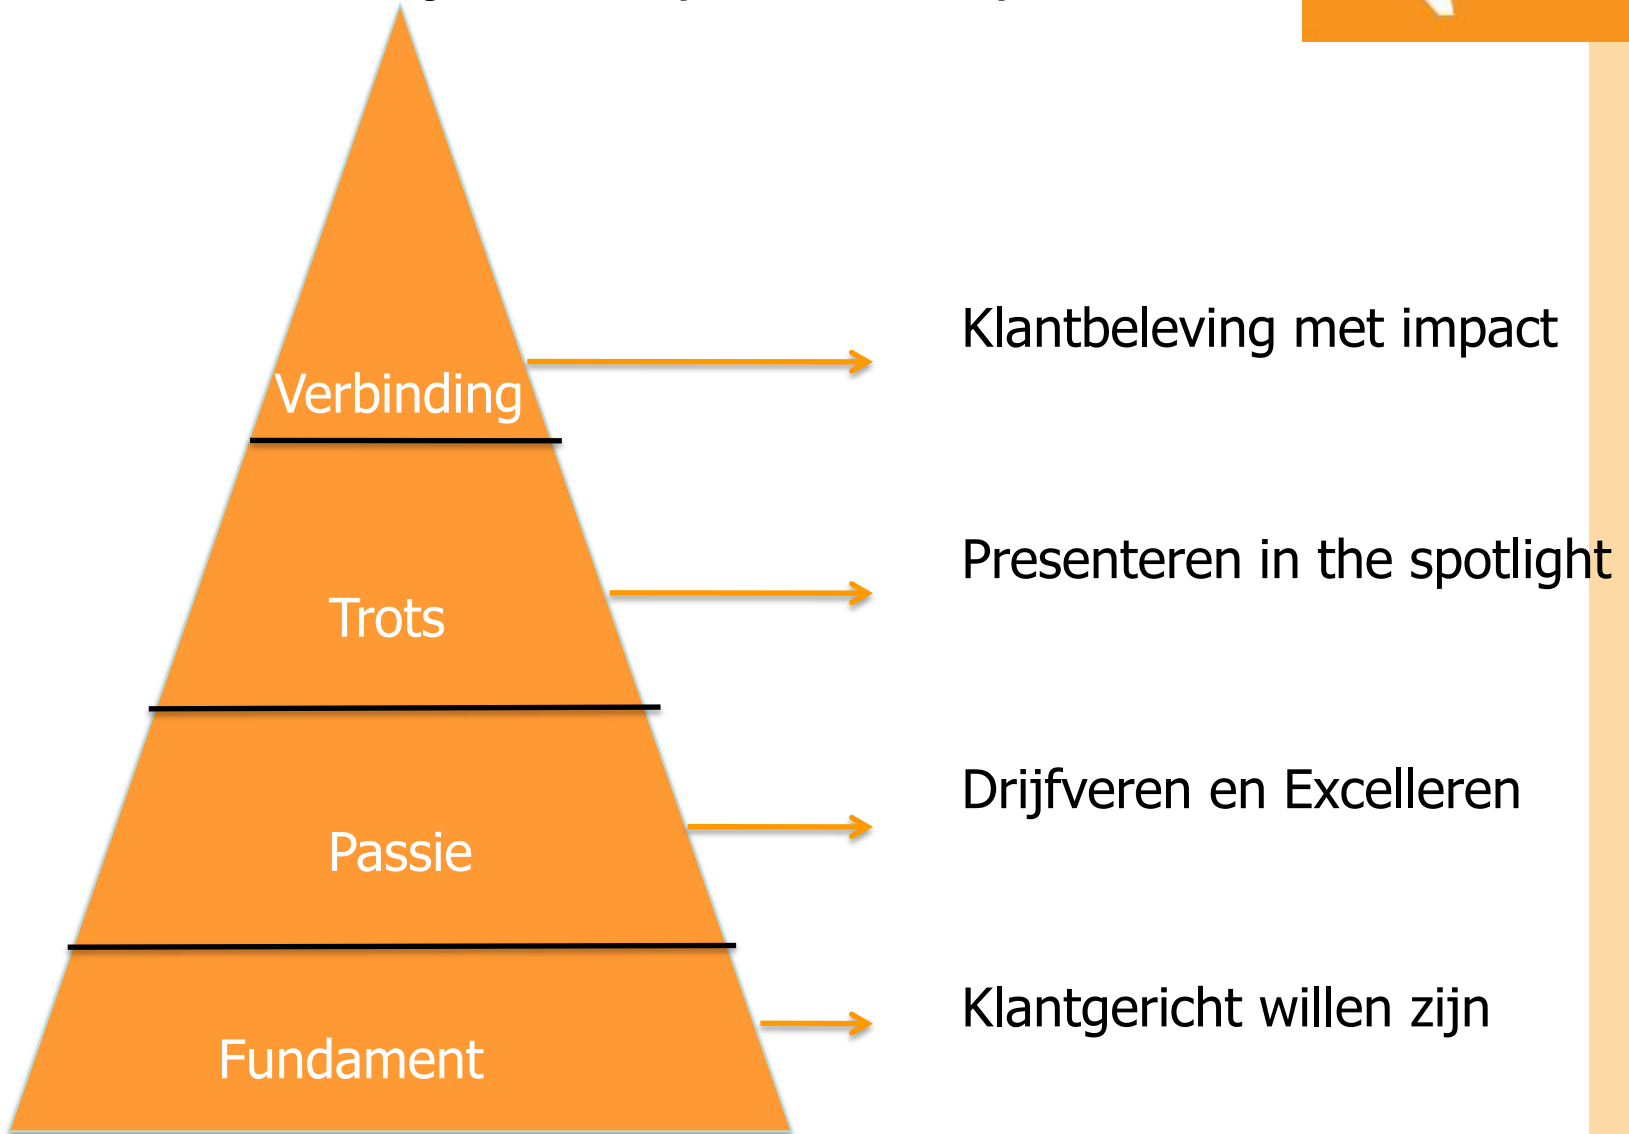 Klantbeleving met impact
Verbinding
Presenteren in the spotlight
Trots
Drijfveren en Excelleren
Passie
Klantgericht willen zijn
Fundament